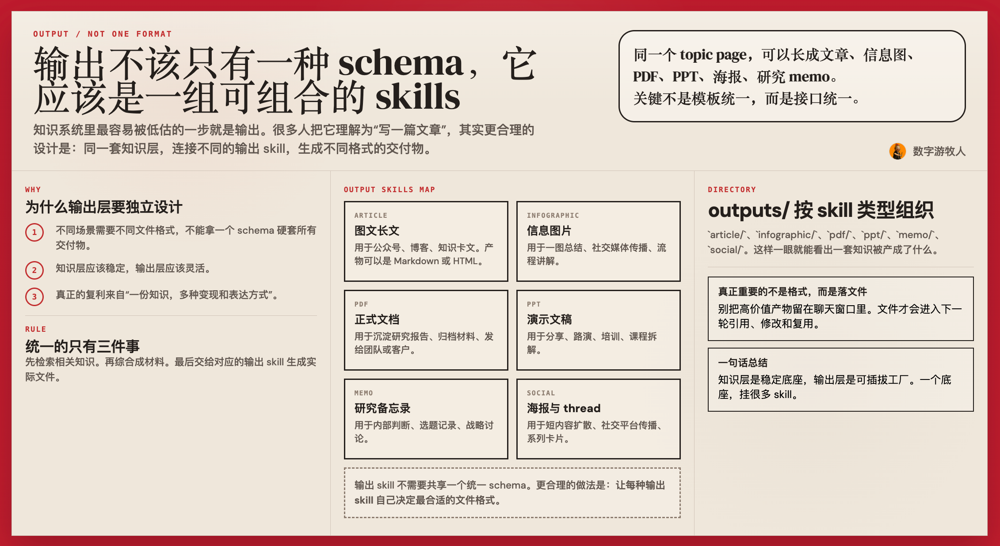 OUTPUT / NOT ONE FORMAT
输出不该只有一种 schema，它
应该是一组可组合的 skills
知识系统里最容易被低估的一步就是输出。很多人把它理解为“写一篇文章”，其实更合理的
设计是：同一套知识层，连接不同的输出 skill，生成不同格式的交付物。
同一个 topic page，可以长成文章、信息图、
PDF、PPT、海报、研究 memo。
关键不是模板统一，而是接口统一。
数字游牧人
WHY
为什么输出层要独立设计
1 不同场景需要不同文件格式，不能拿一个 schema 硬套所有
交付物。
2 知识层应该稳定，输出层应该灵活。
3 真正的复利来自“一份知识，多种变现和表达方式”。
RULE
统一的只有三件事
先检索相关知识。再综合成材料。最后交给对应的输出 skill 生成实
际文件。
OUTPUT SKILLS MAP
ARTICLE
图文长文
用于公众号、博客、知识卡文。产
物可以是 Markdown 或 HTML。
INFOGRAPHIC
信息图片
用于一图总结、社交媒体传播、流
程讲解。
PDF
正式文档
用于沉淀研究报告、归档材料、发
给团队或客户。
PPT
演示文稿
用于分享、路演、培训、课程拆
解。
MEMO
研究备忘录
用于内部判断、选题记录、战略讨
论。
SOCIAL
海报与 thread
用于短内容扩散、社交平台传播、
系列卡片。
输出 skill 不需要共享一个统一 schema。更合理的做法是：让每种输出
skill 自己决定最合适的文件格式。
DIRECTORY
outputs/ 按 skill 类型组织
`article/`、`infographic/`、`pdf/`、`ppt/`、`memo/`、
`social/`。这样一眼就能看出一套知识被产成了什么。
真正重要的不是格式，而是落文件
别把高价值产物留在聊天窗口里。文件才会进入下一
轮引用、修改和复用。
一句话总结
知识层是稳定底座，输出层是可插拔工厂。一个底
座，挂很多 skill。